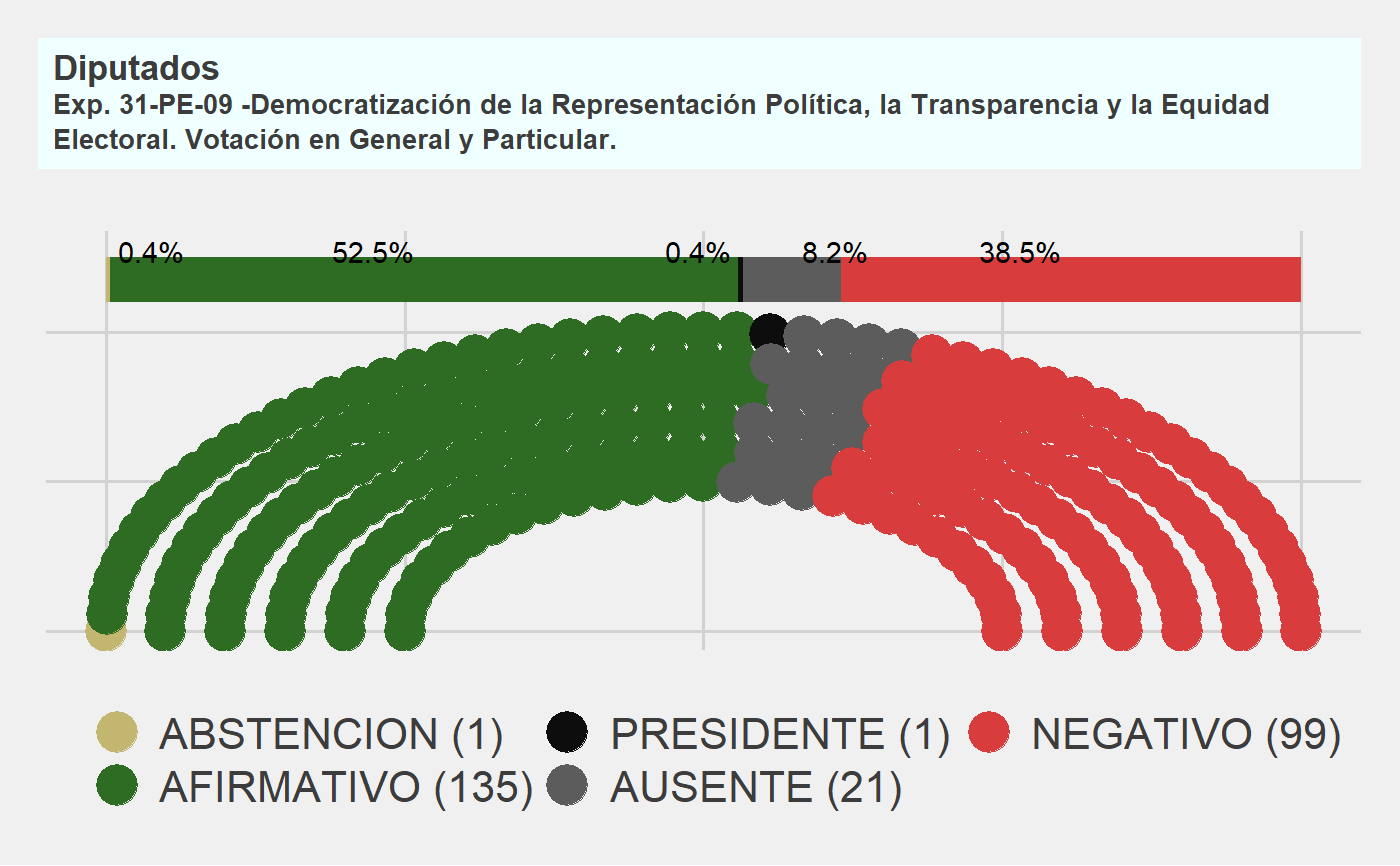 Diputados
Exp. 31-PE-09 -Democratización de la Representación Política, la Transparencia y la Equidad
Electoral. Votación en General y Particular.
0.4% 52.5% 0.4% 8.2% 38.5%
ABSTENCION (1) PRESIDENTE (1) NEGATIVO (99)
AFIRMATIVO (135) AUSENTE (21)